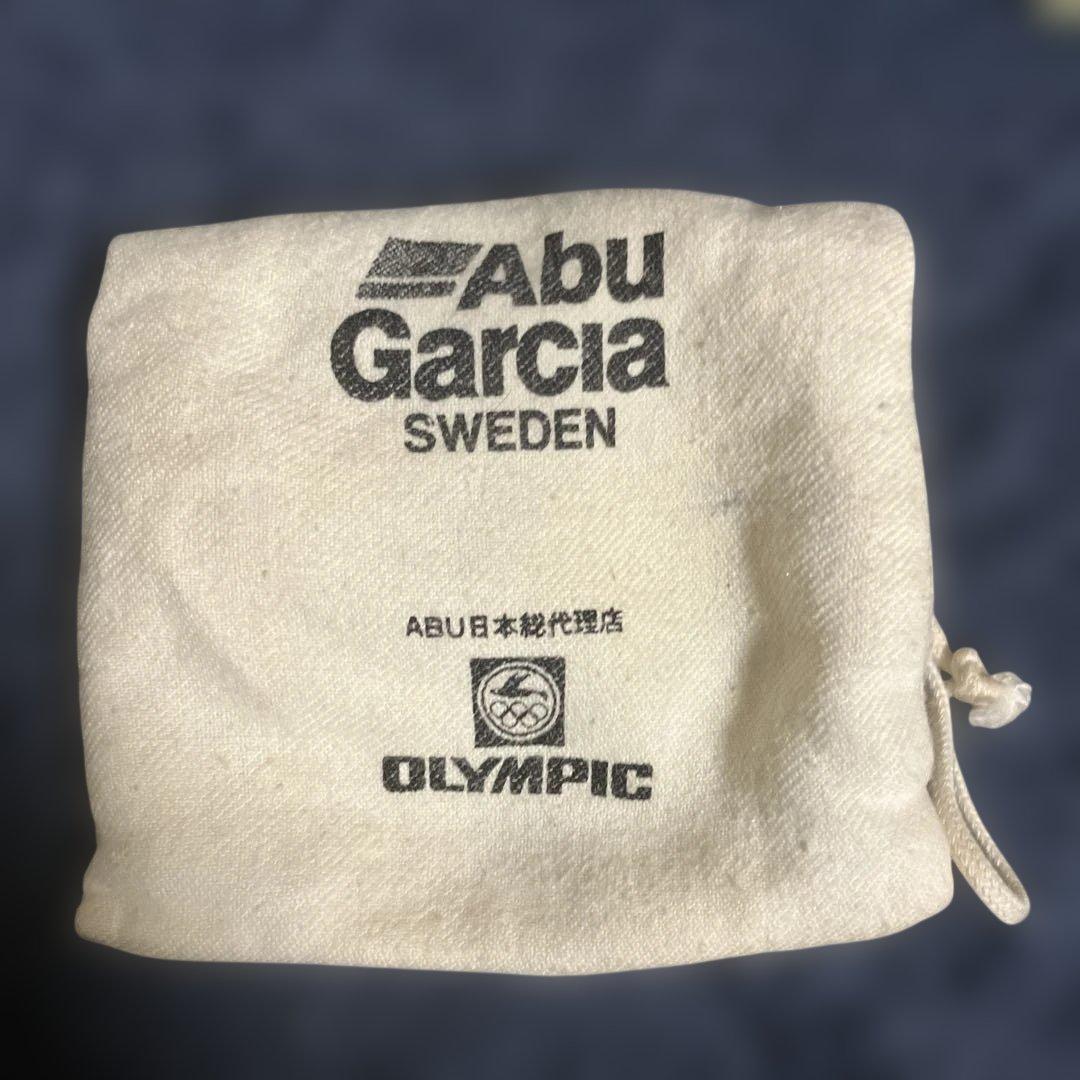 Abu
Garcia
SWEDEN
ABU日本総代理店
OLYMPIC